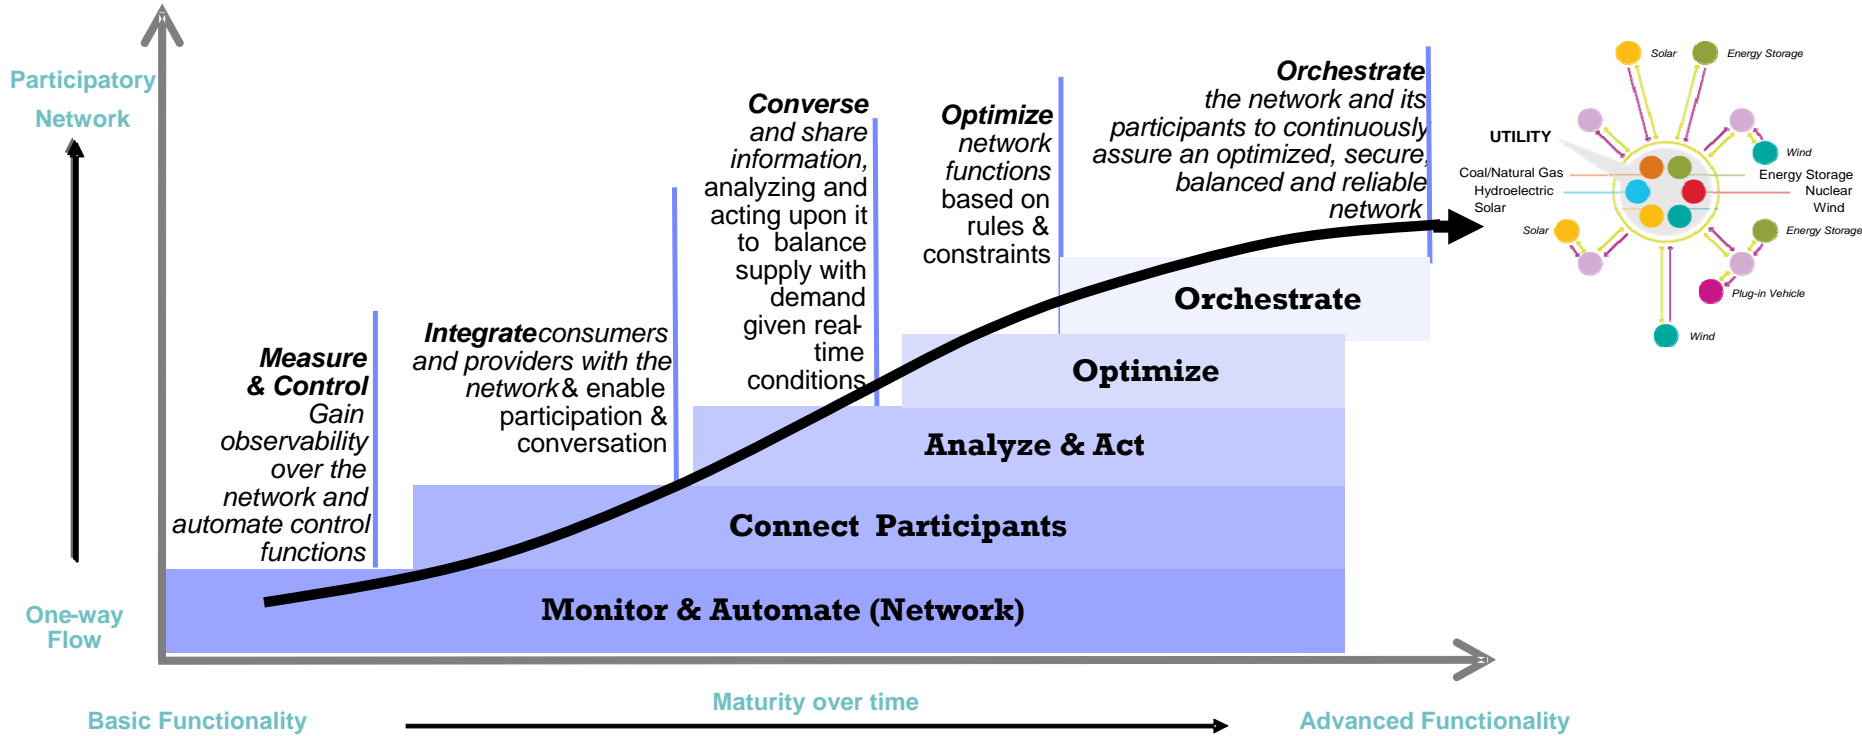 Participatory
Network
One-way
Flow
Measure
& Control
Gain
observability
over the
network and
automate control
functions
Integrate consumers
and providers with the
network & enable
participation &
conversation
Converse
and share
information,
analyzing and
acting upon it
to balance
supply with
demand
given real-
time
conditions
Optimize
network
functions
based on
rules &
constraints
Orchestrate
the network and its
participants to continuously
assure an optimized, secure,
balanced and reliable
network
Orchestrate
Optimize
Analyze & Act
Connect Participants
Monitor & Automate (Network)
Basic Functionality
Maturity over time
Advanced Functionality
Solar
Energy Storage
UTILITY
Wind
Coal/Natural Gas
Energy Storage
Hydroelectric
Nuclear
Solar
Wind
Solar
Energy Storage
Plug-in Vehicle
Wind